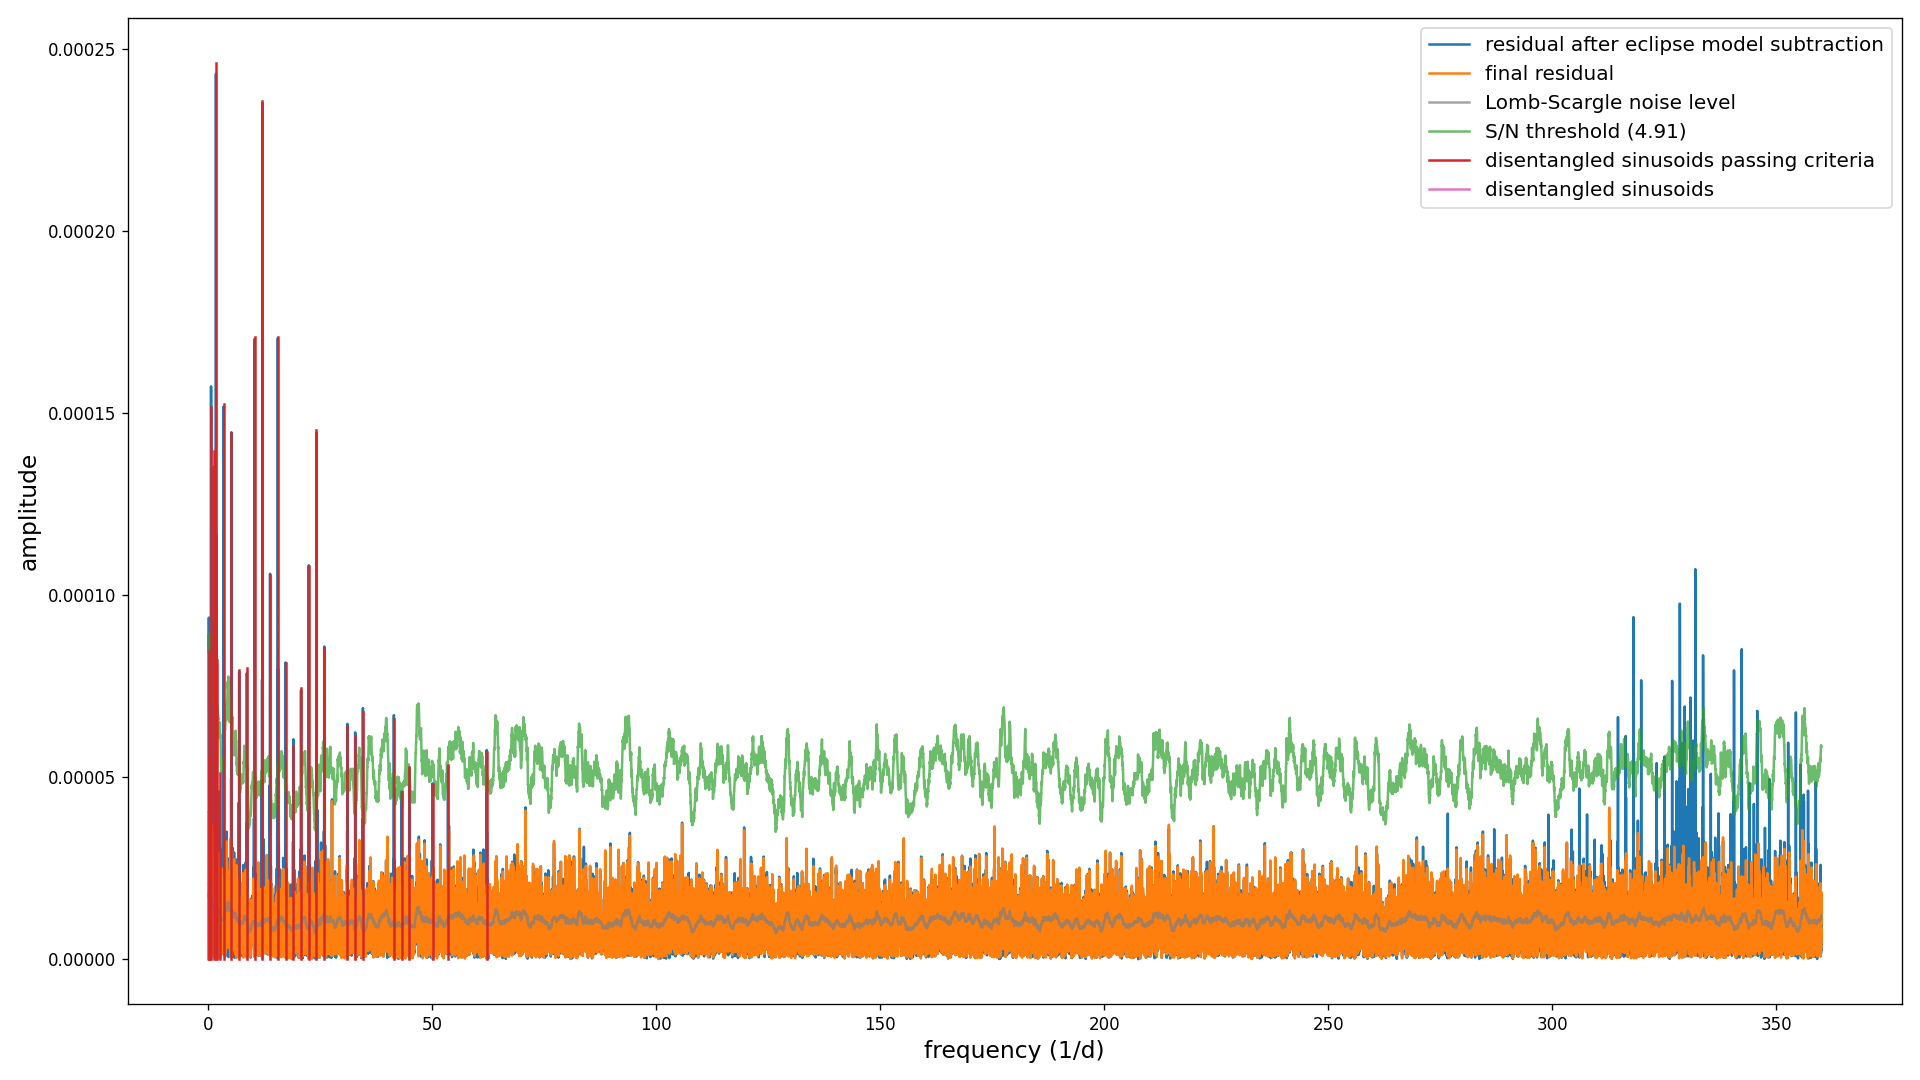 residual after eclipse model subtraction
final residual
Lomb-Scargle noise level
S/N threshold (4.91)
disentangled sinusoids passing criteria
disentangled sinusoids
amplitude
0.00025
0.00020
0.00015
0.00010
0.00005
0.00000
0 50 100 150 200 250 300 350
frequency (1/d)